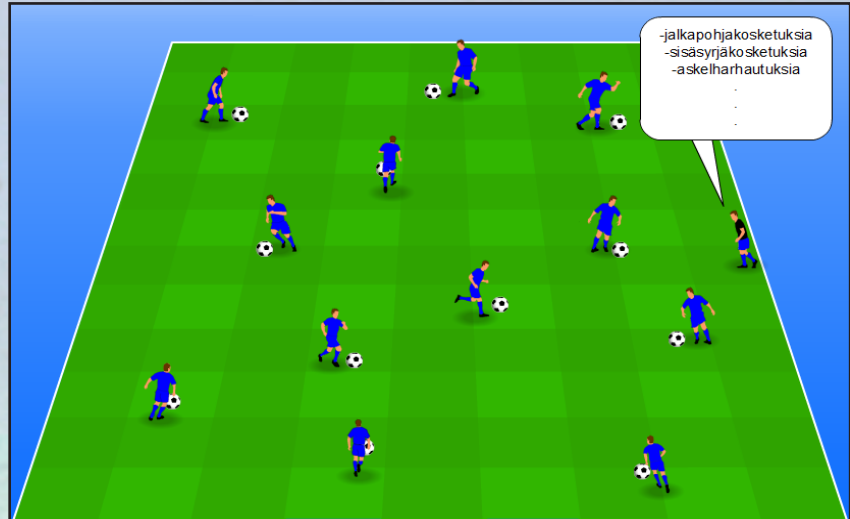 -jalkapohjakosketuksia
-sisäsyrjäkosketuksia
-askelharhautuksia
.
.
.